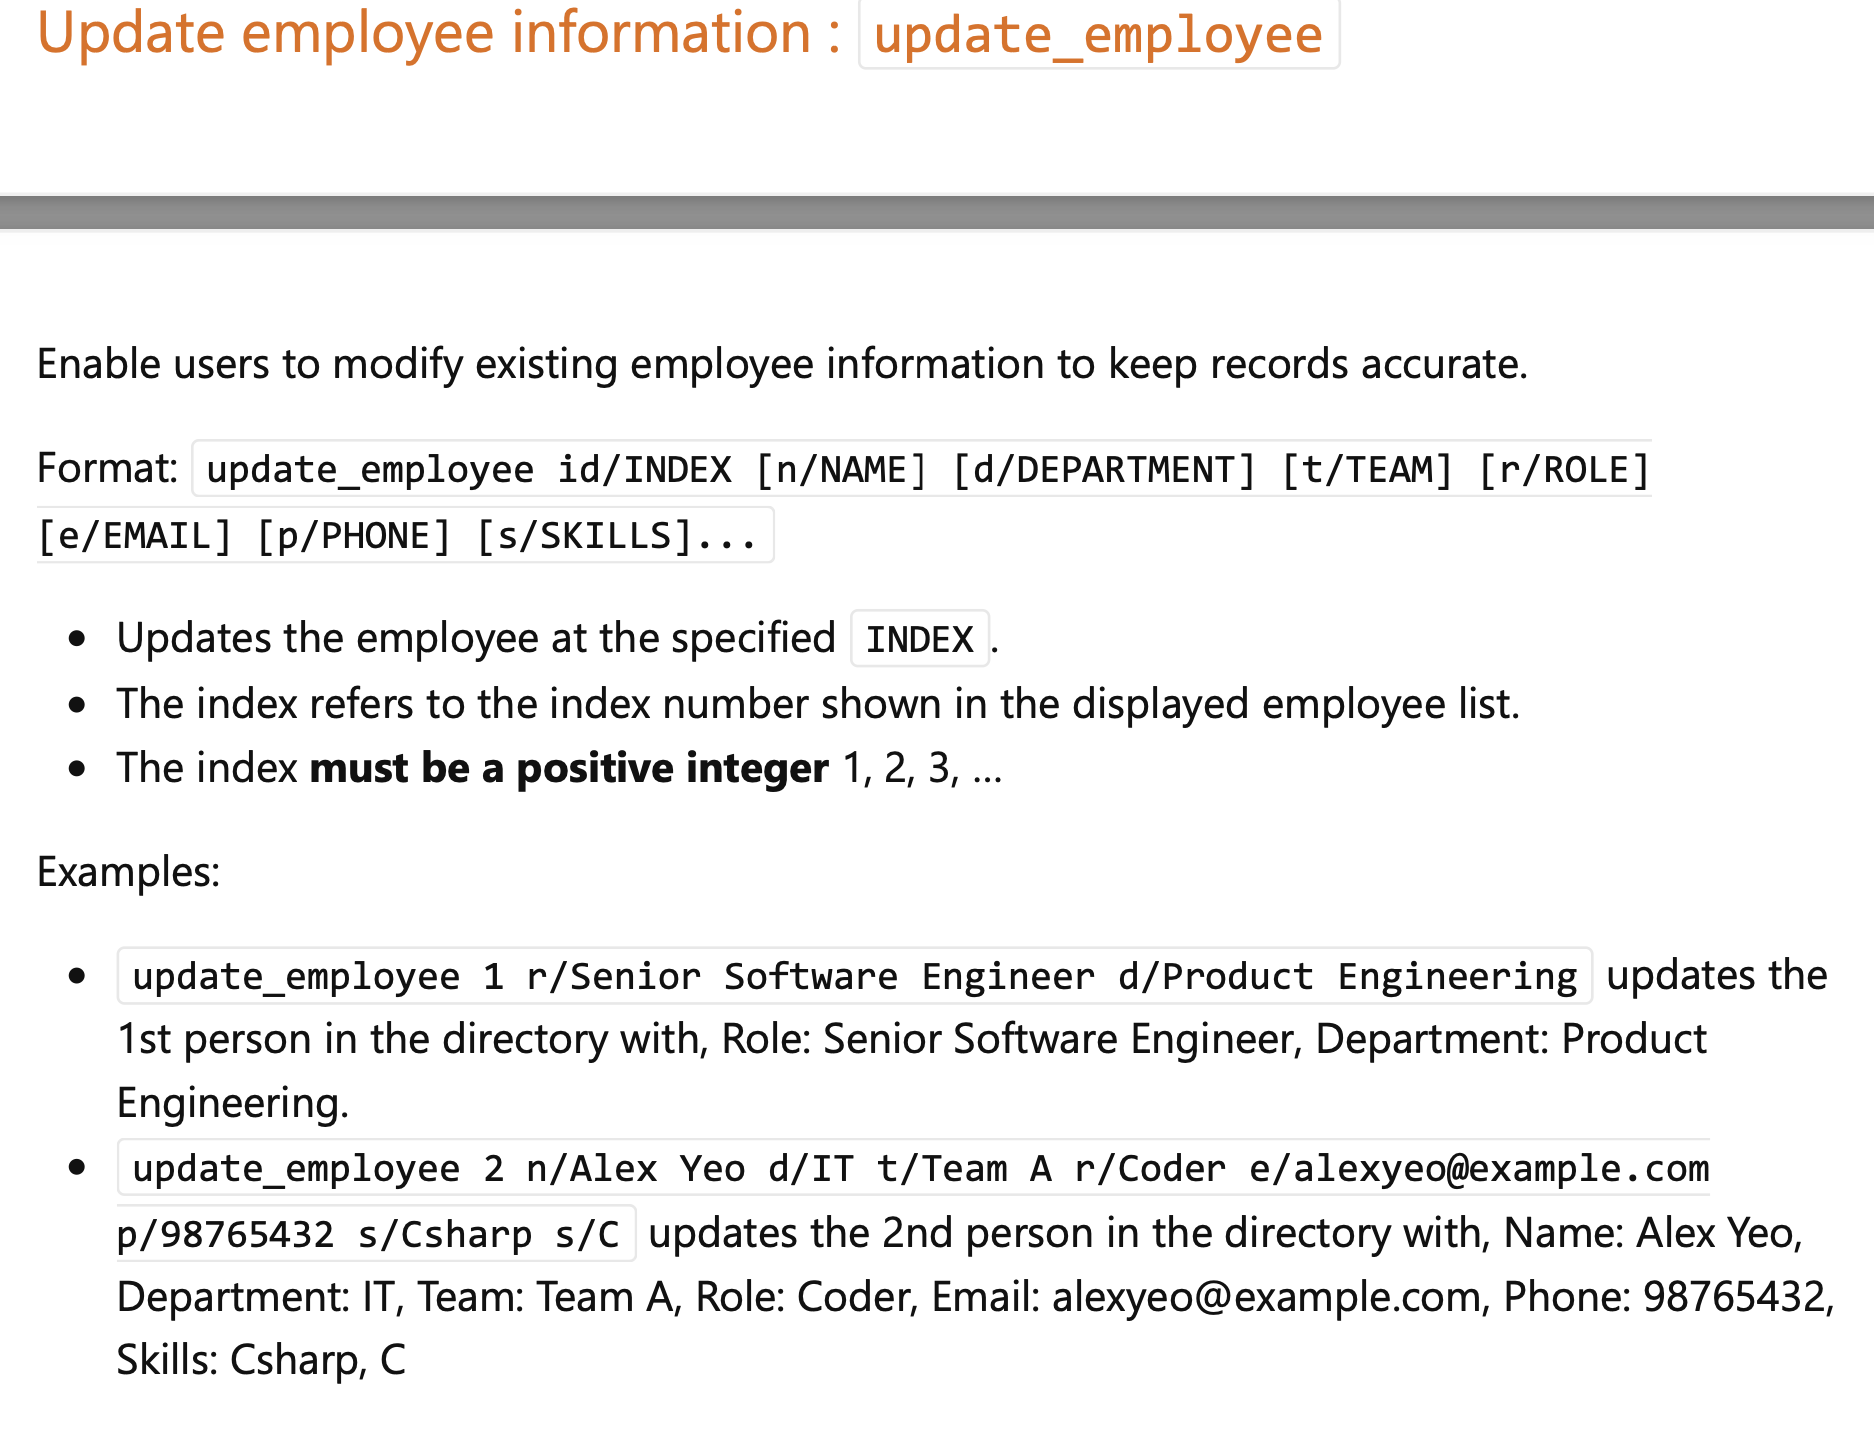 Update employee information : update_employee
Enable users to modify existing employee information to keep records accurate.
Format: update_employee id/INDEX [n/NAME] [d/DEPARTMENT] [t/TEAM] [r/ROLE]
[e/EMAIL] [p/PHONE] [s/SKILLS]...
• Updates the employee at the specified INDEX.
• The index refers to the index number shown in the displayed employee list.
• The index must be a positive integer 1, 2, 3, …
Examples:
• update_employee 1 r/Senior Software Engineer d/Product Engineering updates the
1st person in the directory with, Role: Senior Software Engineer, Department: Product
Engineering.
• update_employee 2 n/Alex Yeo d/IT t/Team A r/Coder e/alexyeo@example.com
p/98765432 s/Csharp s/C updates the 2nd person in the directory with, Name: Alex Yeo,
Department: IT, Team: Team A, Role: Coder, Email: alexyeo@example.com, Phone: 98765432,
Skills: Csharp, C